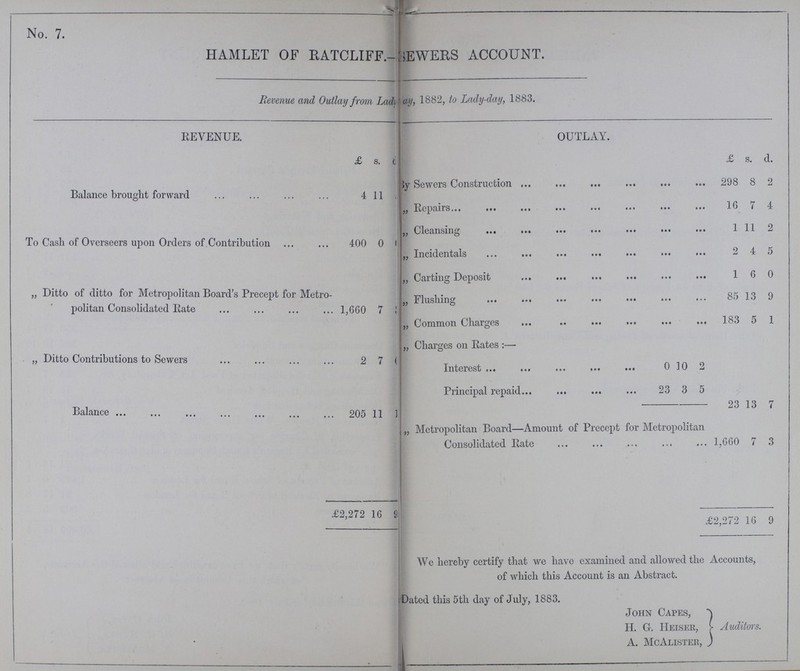 No. 7.
HAMLET OF RATCLIFF.—SEWERS ACCOUNT.
Revenue and Outlay from Lady-day, 1882, to Lady-day, 1883.
REVENUE.
£ s.
Balance brought forward ... ... ... ... 4 11
To Cash of Overseers upon Orders of Contribution ... ... 400 0
„ Ditto of ditto for Metropolitan Board's Precept for Metro-
politan Consolidated Rate ... ... ... ... 1,660 7
„ Ditto Contributions to Sewers ... ... ... ... 2 7
Balance ... ... ... ... ... ... ... 205 11
£2,272 16 9
OUTLAY.
£ s. d.
By Sewers Construction ... ... ... ... ... ... 298 8 2
„ Repairs... ... ... ... ... ... ... ... 16 7 4
„ Cleansing ... ... ... ... ... ... ... 1 11 2
„ Incidentals ... ... ... ... ... ... ... 2 4 5
„ Carting Deposit ... ... ... ... ... ... 1 6 0
„ Flushing ... ... ... ... ... ... ... 85 13 9
„ Common Charges ... .. ... ... ... ... 183 5 1
„ Charges on Rates :—
Interest ... ... ... ... ... 0 10 2
Principal repaid... ... ... ... 23 3 5
23 13 7
„ Metropolitan Board—Amount of Precept for Metropolitan
Consolidated Rate ... ... ... ... ... 1,660 7 3
£2,272 16 9
We hereby certify that we have examined and allowed the Accounts,
of which this Account is an Abstract.
Dated this 5th day of July, 1883.
JOHN CAPES,
H. G. HEISER, Auditors.
A. MCALISTER,